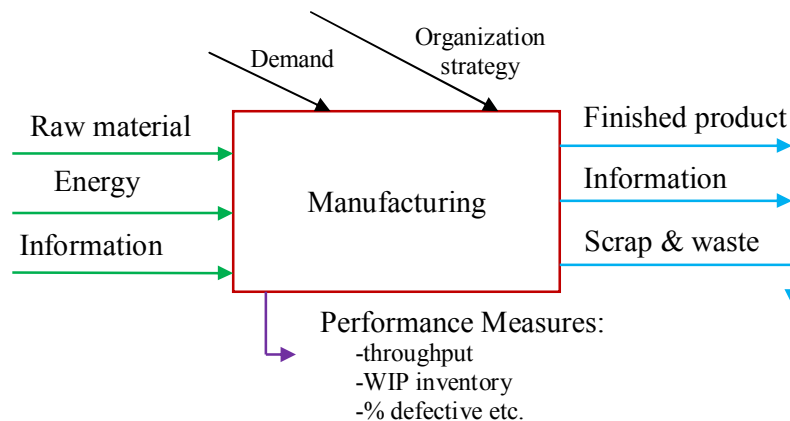 Organization
strategy
Demand
Raw material
Energy
Information
Manufacturing
Finished product
Information
Scrap & waste
Performance Measures:
-throughput
-WIP inventory
-% defective etc.